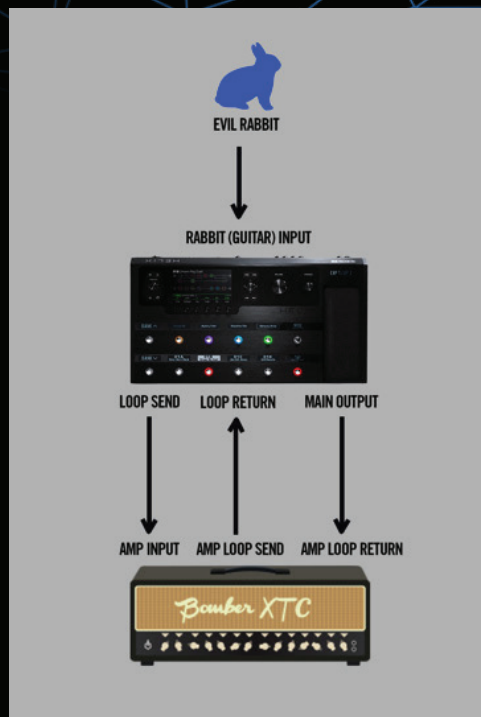 EVIL RABBIT
RABBIT (GUITAR) INPUT
LOOP SEND LOOP RETURN MAIN OUTPUT
AMP INPUT AMP LOOP SEND AMP LOOP RETURN
Bamber XTC